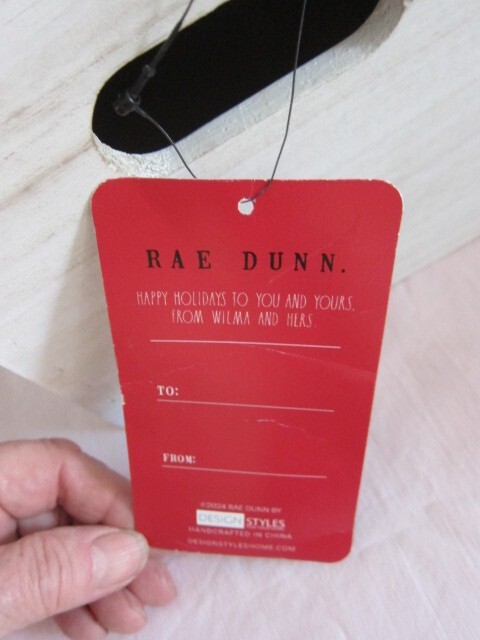 RAE DUNN.
HAPPY HOLIDAYS TO YOU AND YOURS,
FROM WILMA AND HERS.
TO:
FROM:
©2024 RAE DUNN BY
DESIGN STYLES
HANDCRAFTED IN CHINA
DESIGNSTYLESHOME.COM